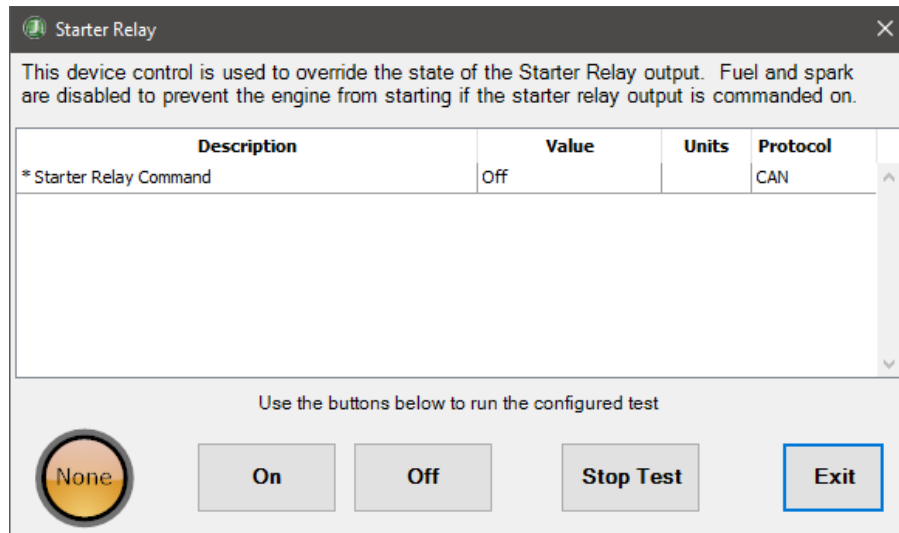 Starter Relay
This device control is used to override the state of the Starter Relay output. Fuel and spark
are disabled to prevent the engine from starting if the starter relay output is commanded on.
Description Value Units Protocol
* Starter Relay Command Off CAN
Use the buttons below to run the configured test
None On Off Stop Test Exit